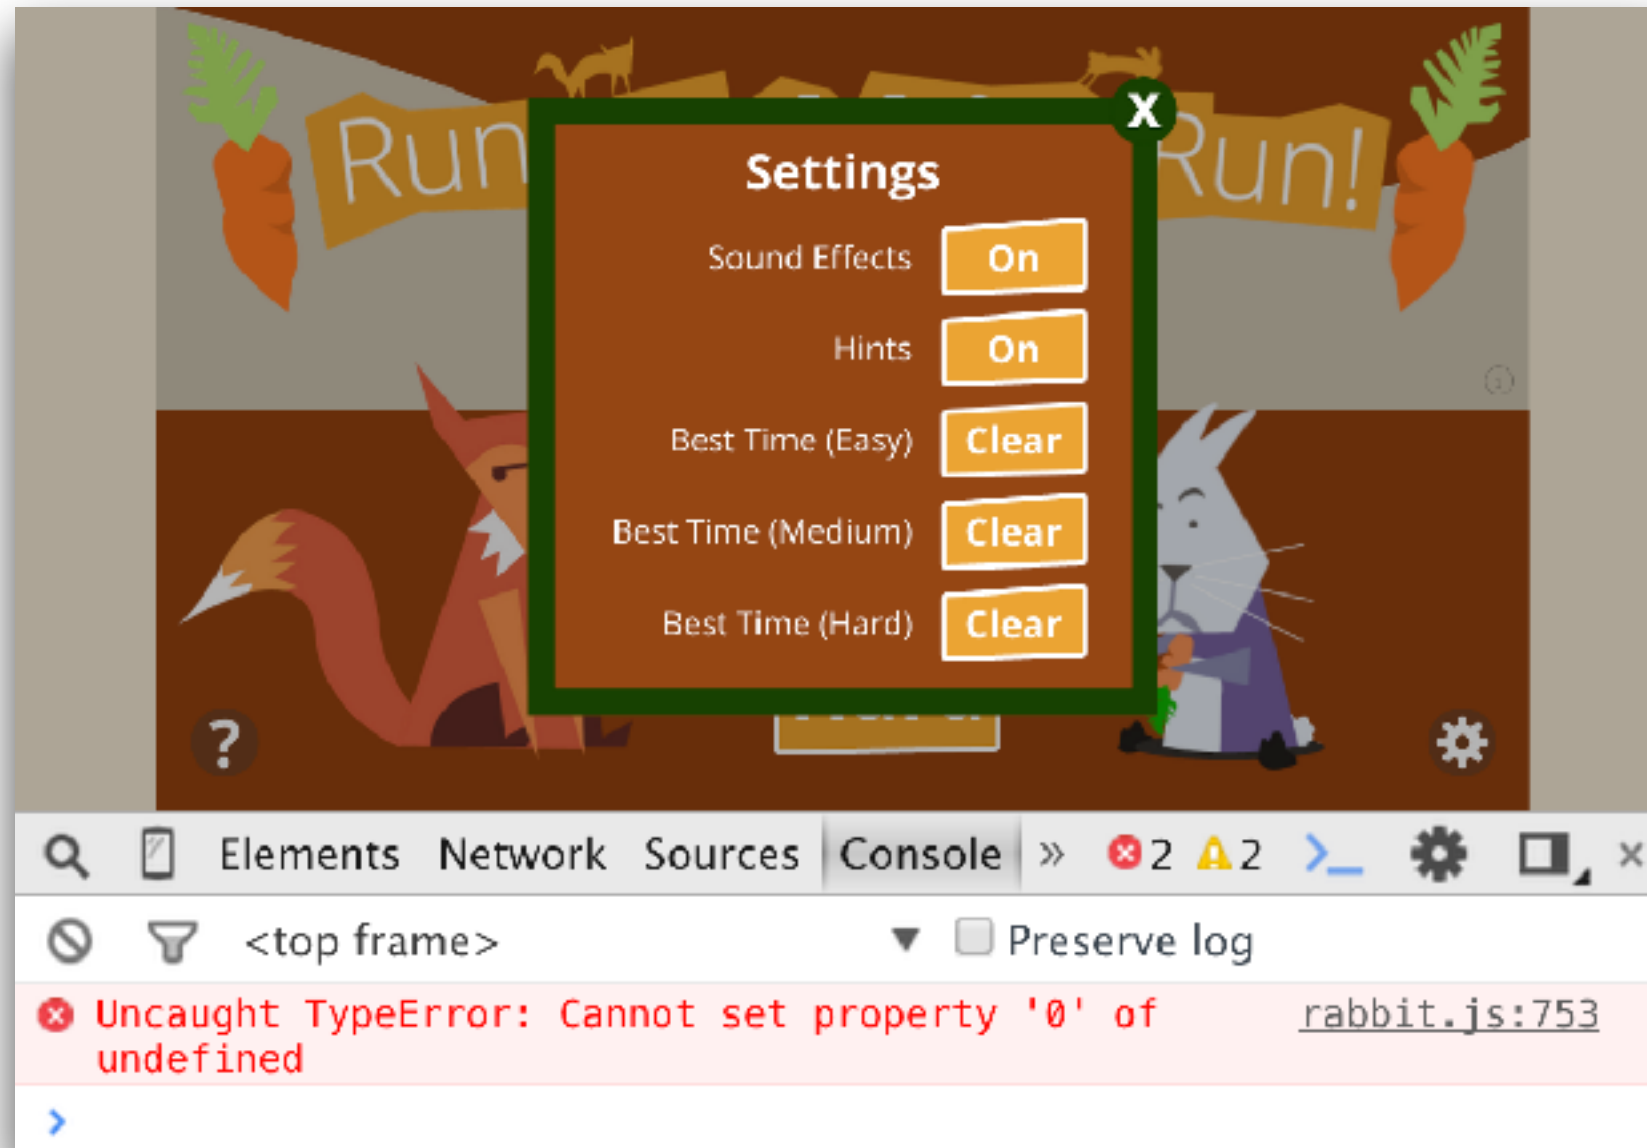 Run
Run!
X
Settings
Sound Effects On
Hints On
Best Time (Easy) Clear
Best Time (Medium) Clear
Best Time (Hard) Clear
?
Elements Network Sources Console » 2 2
<top frame> ▼ Preserve log
Uncaught TypeError: Cannot set property '0' of rabbit.js:753
undefined